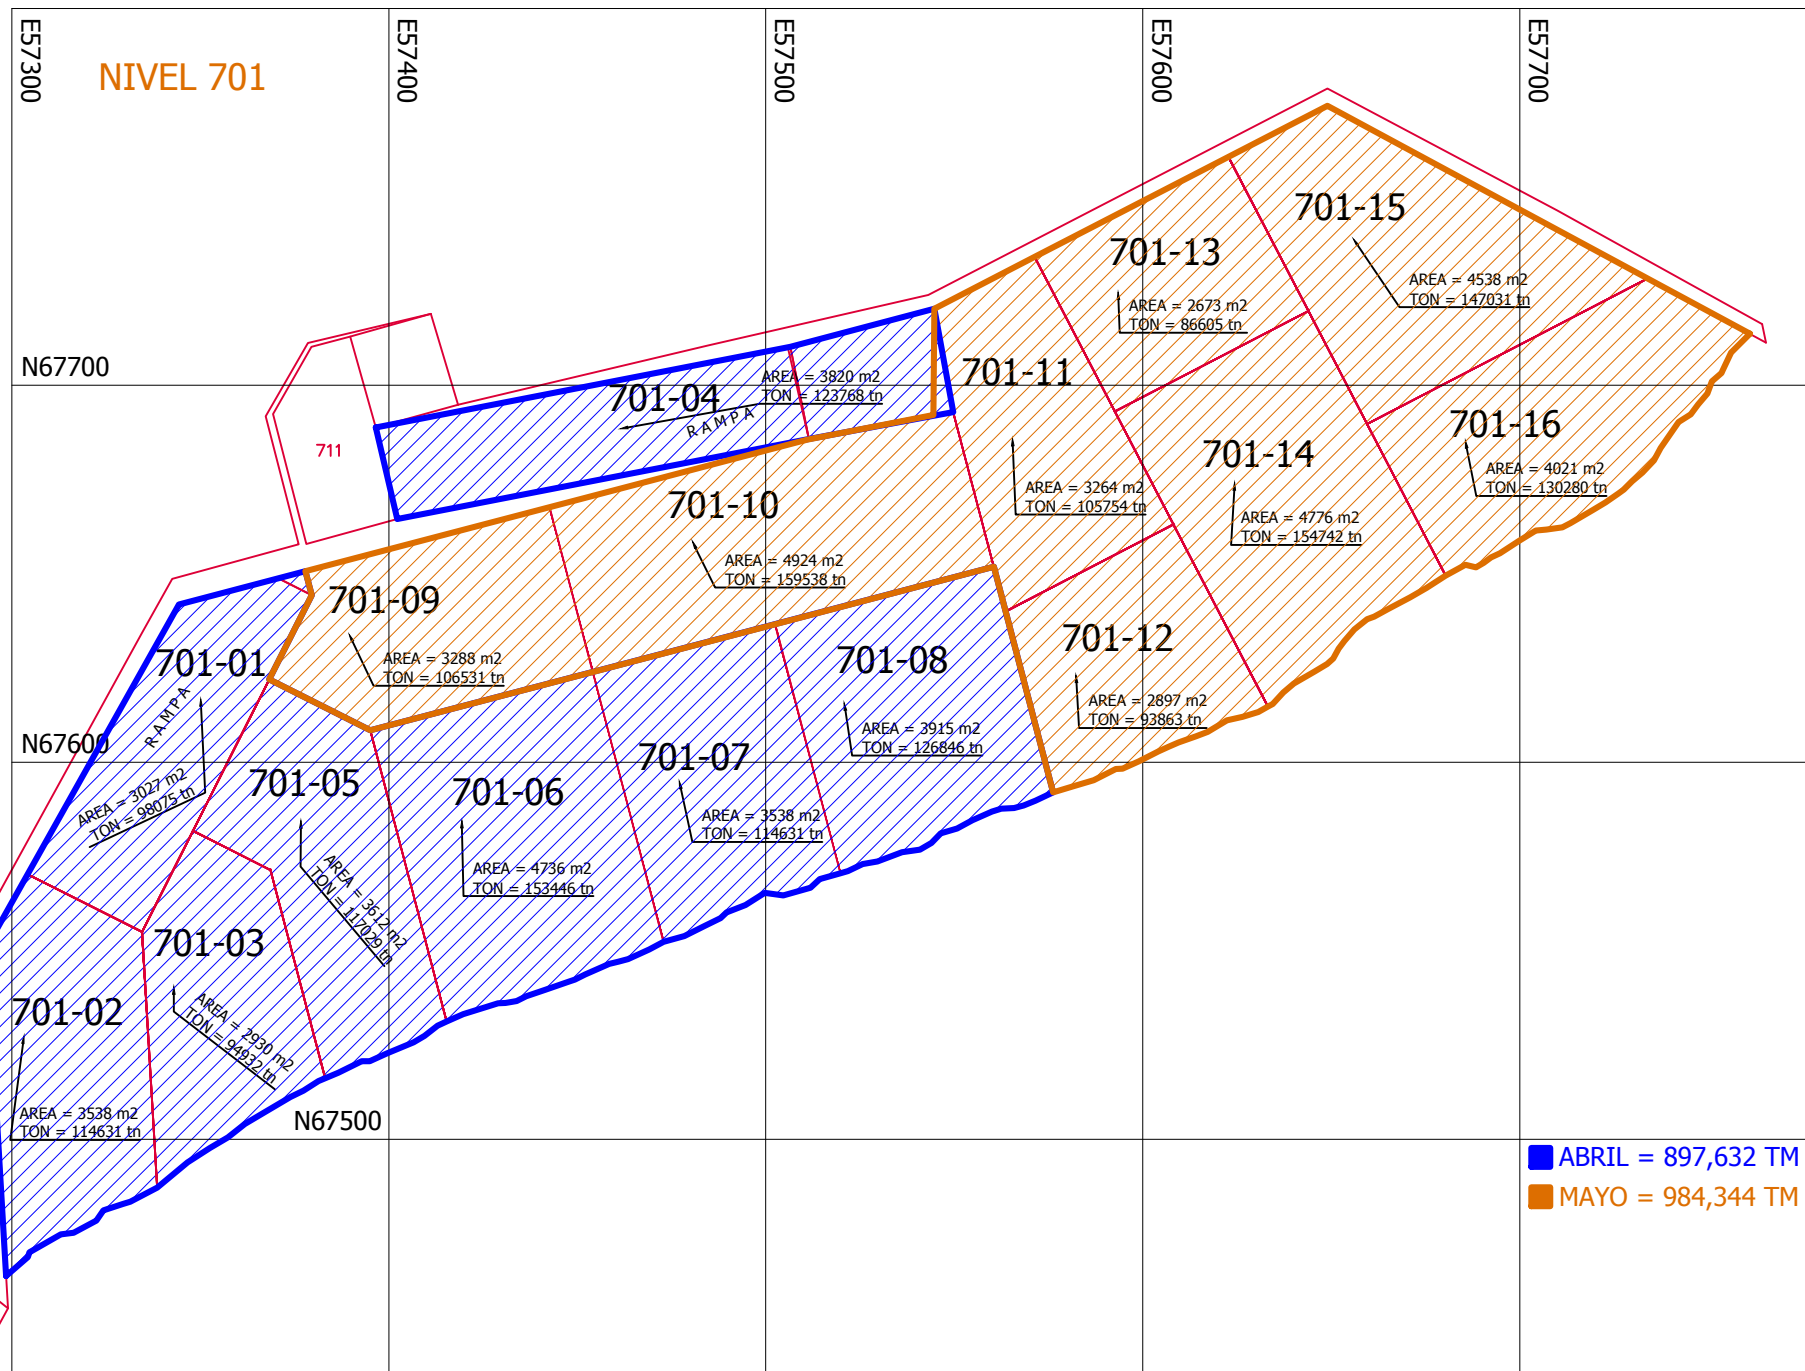 E57300
E57400
E57500
E57600
E57700
NIVEL 701
701-15
701-13
AREA = 4538 m2
TON = 147031 tn
AREA = 2673 m2
TON = 86605 tn
N67700
701-11
701-04
AREA = 3820 m2
TON = 123768 tn
RAMPA
701-16
711
701-14
AREA = 4021 m2
TON = 130280 tn
701-10
AREA = 3264 m2
TON = 105754 tn
AREA = 4776 m2
TON = 154742 tn
AREA = 4924 m2
TON = 159538 tn
701-09
701-12
701-01
AREA = 3288 m2
TON = 106531 tn
701-08
AREA = 2897 m2
TON = 93863 tn
RAMPA
N67600
AREA = 3915 m2
TON = 126846 tn
701-07
701-05
701-06
AREA = 3027 m2
TON = 98075 tn
AREA = 3538 m2
TON = 114631 tn
AREA = 4736 m2
TON = 153446 tn
AREA = 3612 m2
TON = 117029 tn
701-03
701-02
AREA = 2930 m2
TON = 94932 tn
AREA = 3538 m2
TON = 114631 tn
N67500
ABRIL = 897,632 TM
MAYO = 984,344 TM